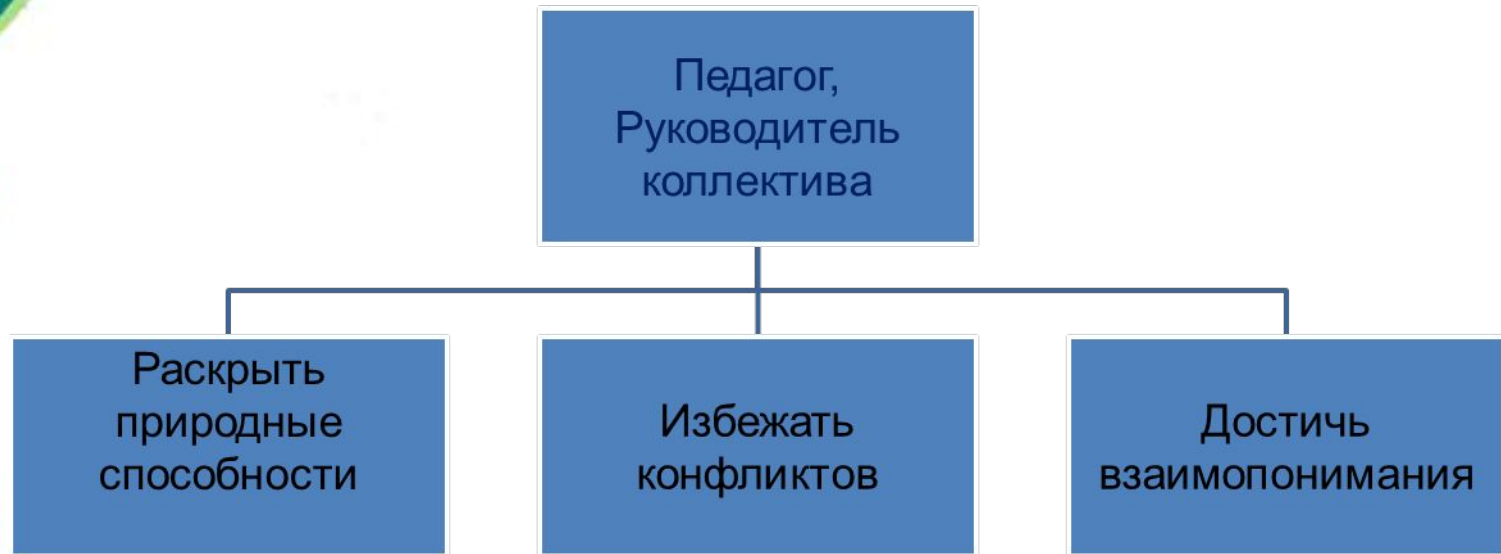 Педагог,
Руководитель
коллектива
Раскрыть
природные
способности
Избежать
конфликтов
Достичь
взаимопонимания